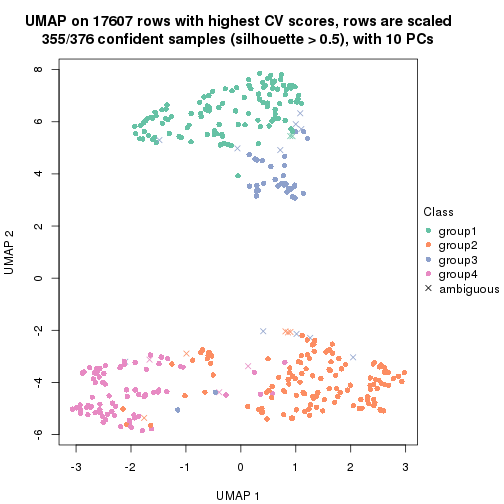 UMAP on 17607 rows with highest CV scores, rows are scaled
355/376 confident samples (silhouette > 0.5), with 10 PCs
8
6
4
2
0
-2
-4
-6
UMAP 2
-3
-2
-1
0
1
2
3
UMAP 1
Class
group1
group2
group3
group4
ambiguous